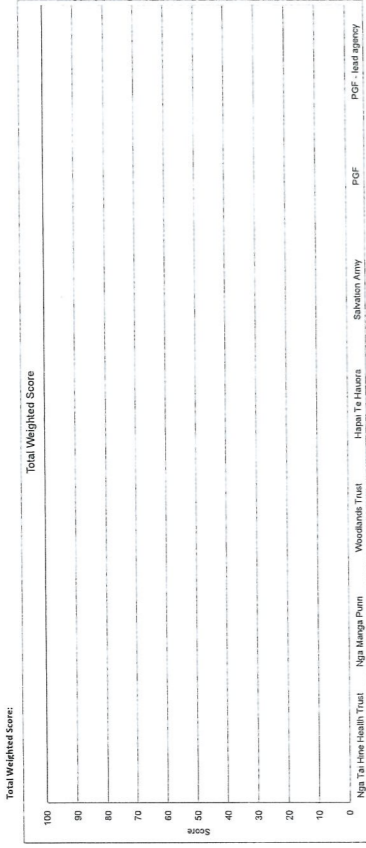 Total Weighted Score:
Total Weighted Score
100
90
80
70
60
50
40
30
20
10
0
Score
Nga Tai Hine Health Trust
Nga Manga Puriri
Woodlands Trust
Hapai Te Hauora
Salvation Army
PGF
PGF - lead agency